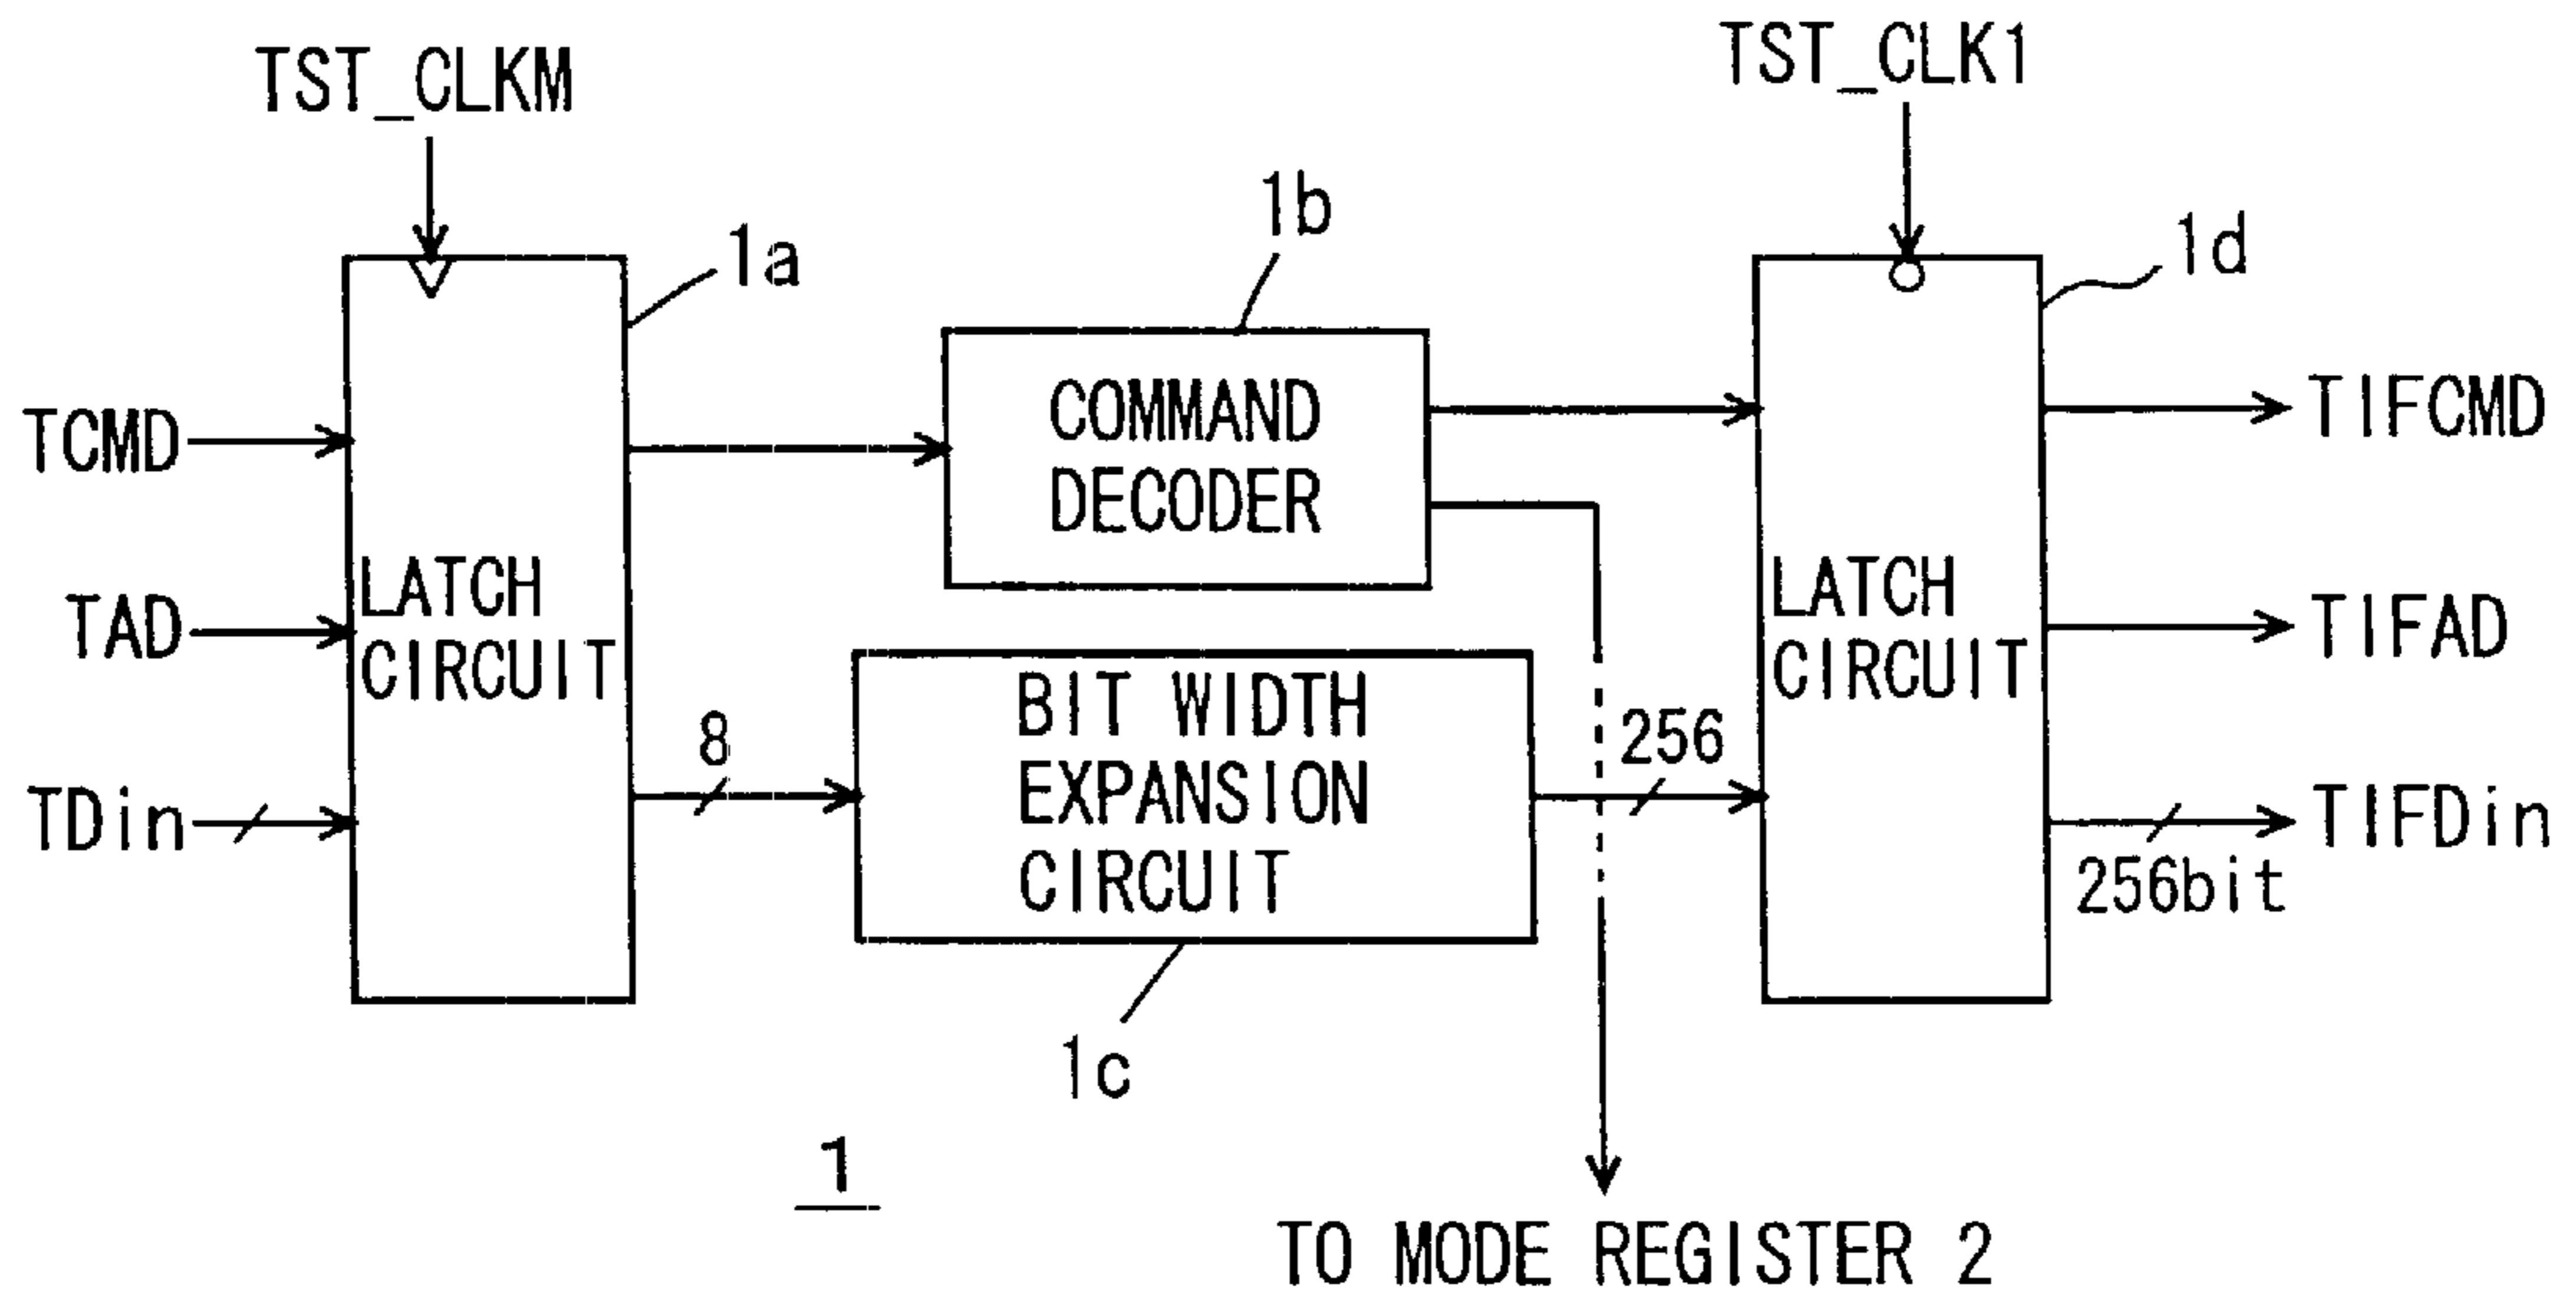 TST_CLKM
TST_CLK1
1a
1b
1d
TCMD
TAD
TDin
LATCH
CIRCUIT
COMMAND
DECODER
8
BIT WIDTH
EXPANSION
CIRCUIT
256
LATCH
CIRCUIT
TIFCMD
TIFAD
TIFDin
256bit
1c
1
TO MODE REGISTER 2